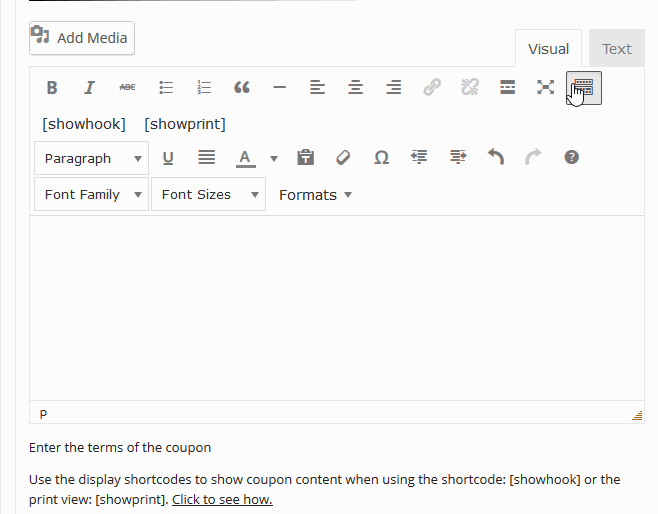 Add Media
Visual Text
B I ABC
[showhook] [showprint]
Paragraph U A Ω ?
Font Family Font Sizes Formats
p
Enter the terms of the coupon
Use the display shortcodes to show coupon content when using the shortcode: [showhook] or the
print view: [showprint]. Click to see how.